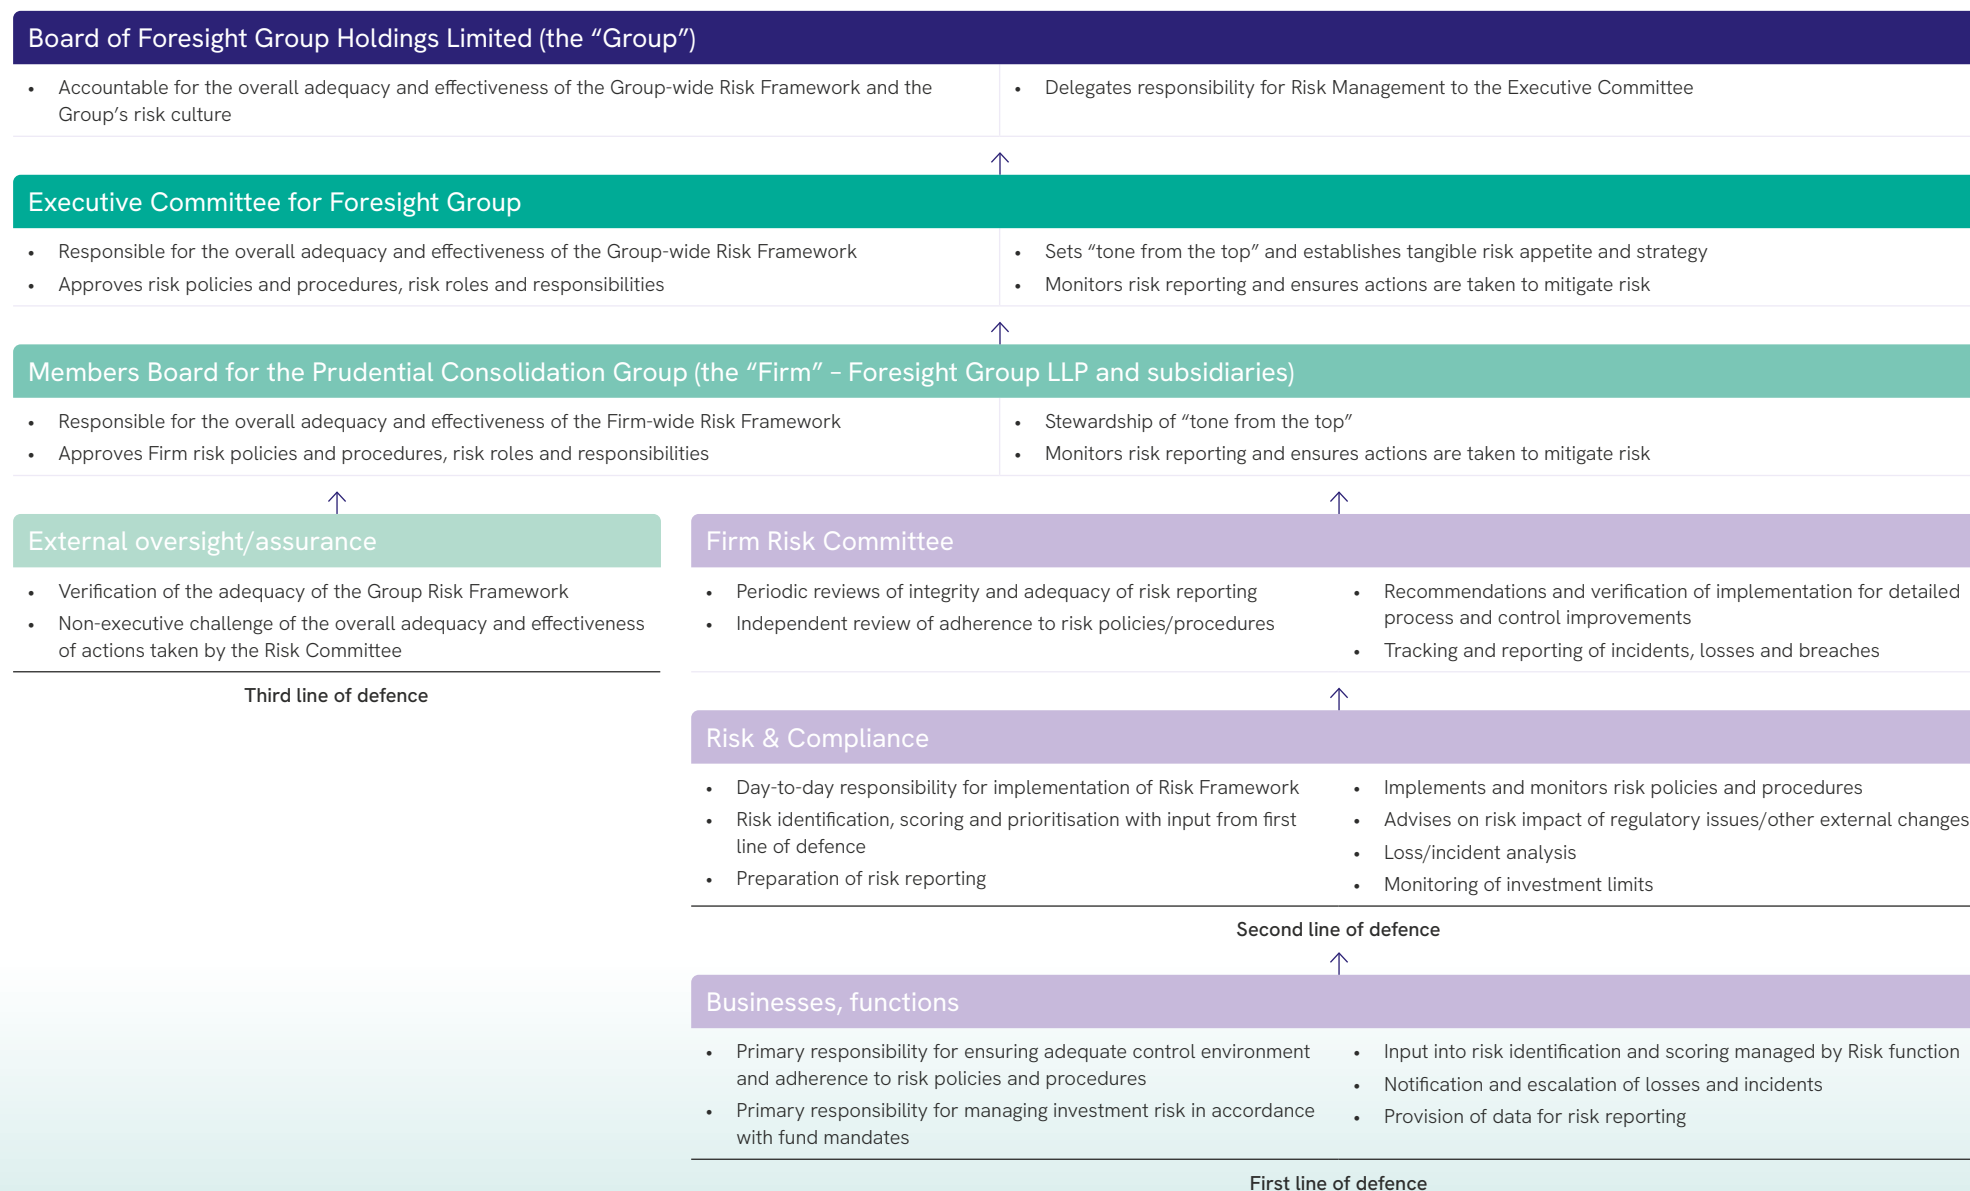 Board of Foresight Group Holdings Limited (the “Group”)
• Accountable for the overall adequacy and effectiveness of the Group-wide Risk Framework and the
Group’s risk culture
• Delegates responsibility for Risk Management to the Executive Committee
Executive Committee for Foresight Group
• Responsible for the overall adequacy and effectiveness of the Group-wide Risk Framework
• Approves risk policies and procedures, risk roles and responsibilities
• Sets “tone from the top” and establishes tangible risk appetite and strategy
• Monitors risk reporting and ensures actions are taken to mitigate risk
Members Board for the Prudential Consolidation Group (the “Firm” – Foresight Group LLP and subsidiaries)
• Responsible for the overall adequacy and effectiveness of the Firm-wide Risk Framework
• Approves Firm risk policies and procedures, risk roles and responsibilities
• Stewardship of “tone from the top”
• Monitors risk reporting and ensures actions are taken to mitigate risk
External oversight/assurance
• Verification of the adequacy of the Group Risk Framework
• Non-executive challenge of the overall adequacy and effectiveness
of actions taken by the Risk Committee
Third line of defence
Firm Risk Committee
• Periodic reviews of integrity and adequacy of risk reporting
• Independent review of adherence to risk policies/procedures
• Recommendations and verification of implementation for detailed
process and control improvements
• Tracking and reporting of incidents, losses and breaches
Risk & Compliance
• Day-to-day responsibility for implementation of Risk Framework
• Risk identification, scoring and prioritisation with input from first
line of defence
• Preparation of risk reporting
• Implements and monitors risk policies and procedures
• Advises on risk impact of regulatory issues/other external changes
• Loss/incident analysis
• Monitoring of investment limits
Second line of defence
Businesses, functions
• Primary responsibility for ensuring adequate control environment
and adherence to risk policies and procedures
• Primary responsibility for managing investment risk in accordance
with fund mandates
• Input into risk identification and scoring managed by Risk function
• Notification and escalation of losses and incidents
• Provision of data for risk reporting
First line of defence